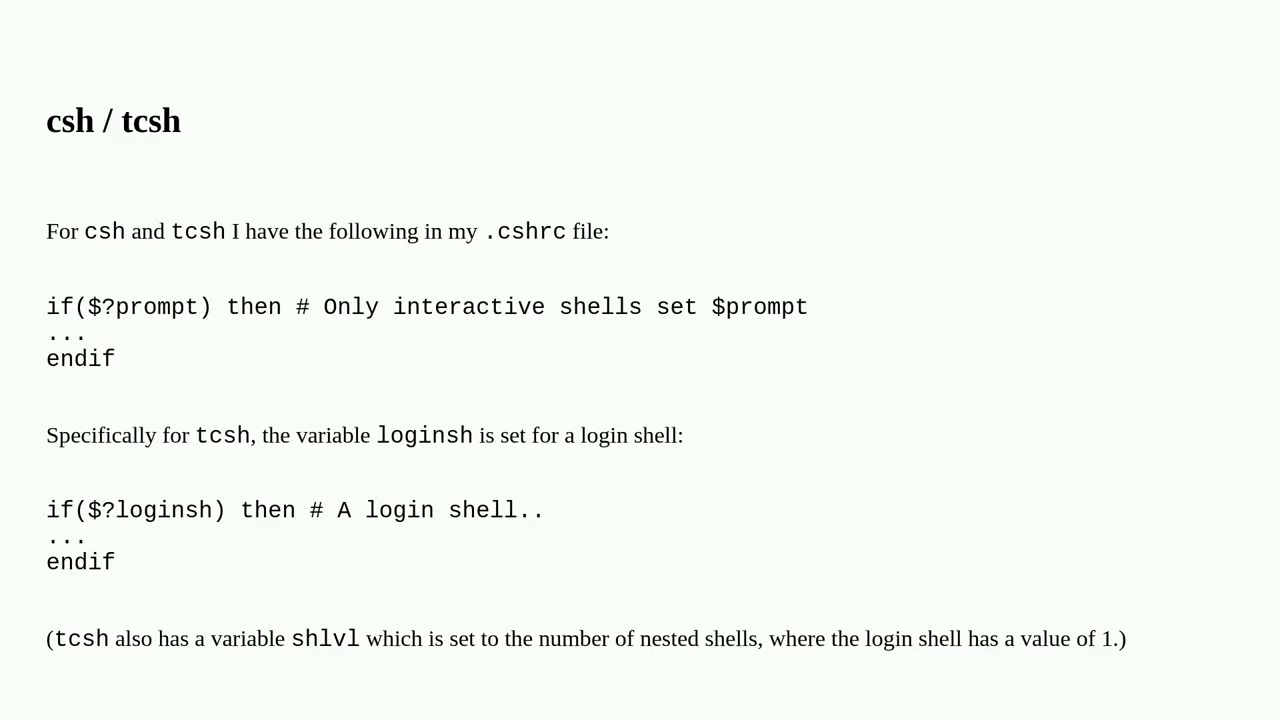 csh / tcsh
For csh and tcsh I have the following in my .cshrc file:
if($?prompt) then # Only interactive shells set $prompt
...
endif
Specifically for tcsh, the variable loginsh is set for a login shell:
if($?loginsh) then # A login shell..
...
endif
(tcsh also has a variable shlvl which is set to the number of nested shells, where the login shell has a value of 1.)